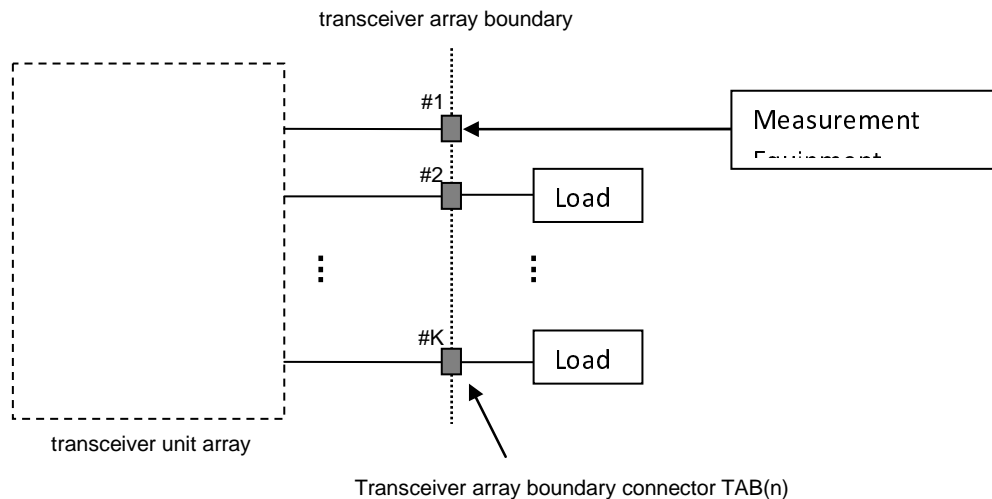 transceiver array boundary
#1
Measurement
#2
Load
#K
Load
transceiver unit array
Transceiver array boundary connector TAB(n)